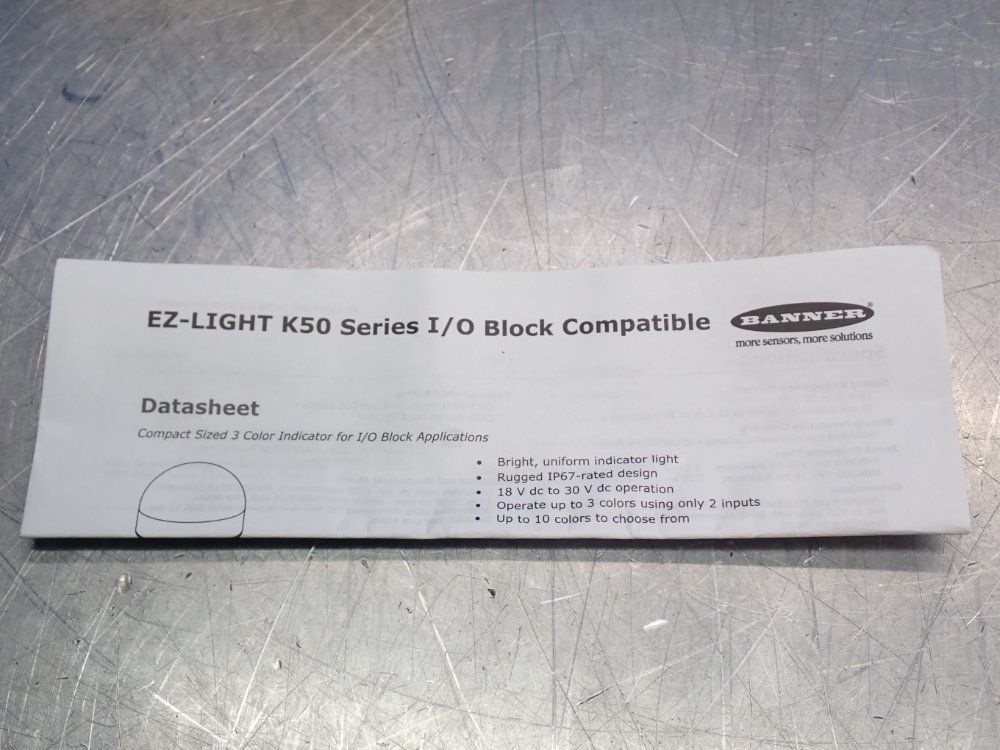 EZ-LIGHT K50 Series I/O Block Compatible
BANNER®
more sensors, more solutions
Datasheet
Compact Sized 3 Color Indicator for I/O Block Applications
• Bright, uniform indicator light
• Rugged IP67-rated design
• 18 V dc to 30 V dc operation
• Operate up to 3 colors using only 2 inputs
• Up to 10 colors to choose from